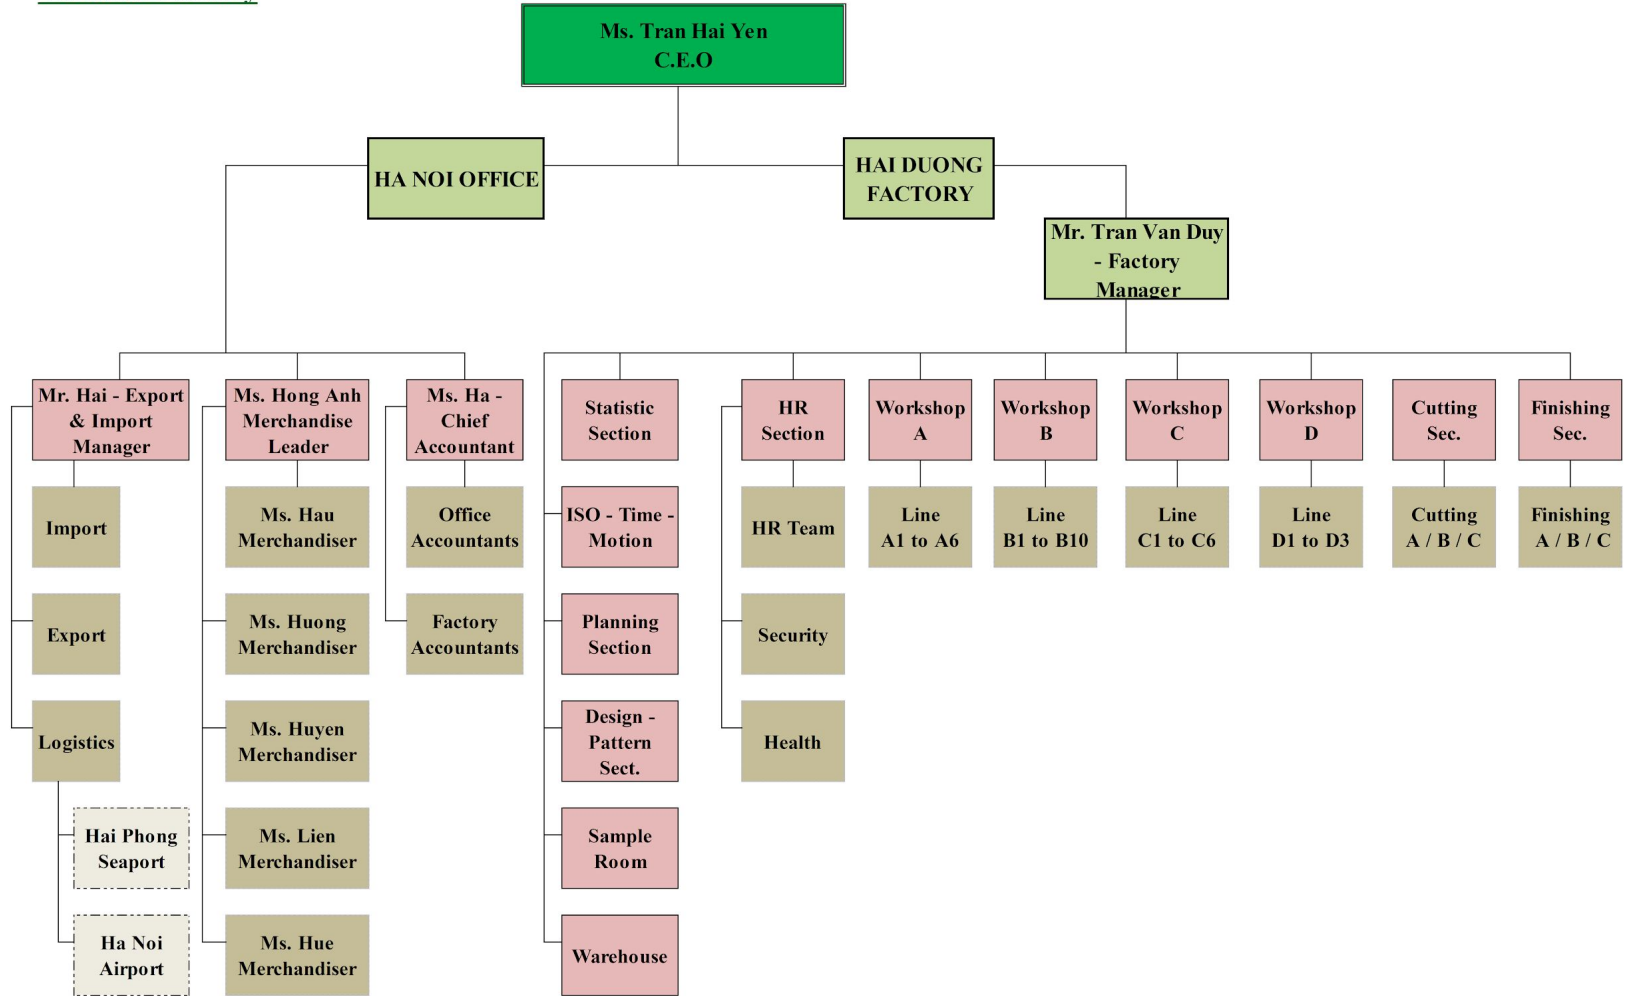 Ms. Tran Hai Yen
C.E.O
HA NOI OFFICE
HAI DUONG
FACTORY
Mr. Tran Van Duy
- Factory
Manager
Mr. Hai - Export
& Import
Manager
Import
Export
Logistics
Hai Phong
Seaport
Ha Noi
Airport
Ms. Hong Anh
Merchandise
Leader
Ms. Hau
Merchandiser
Ms. Huong
Merchandiser
Ms. Huyen
Merchandiser
Ms. Lien
Merchandiser
Ms. Hue
Merchandiser
Ms. Ha -
Chief
Accountant
Office
Accountants
Factory
Accountants
Statistic
Section
ISO - Time -
Motion
Planning
Section
Design -
Pattern
Sect.
Sample
Room
Warehouse
HR
Section
HR Team
Security
Health
Workshop
A
Line
A1 to A6
Workshop
B
Line
B1 to B10
Workshop
C
Line
C1 to C6
Workshop
D
Line
D1 to D3
Cutting
Sec.
Cutting
A / B / C
Finishing
Sec.
Finishing
A / B / C